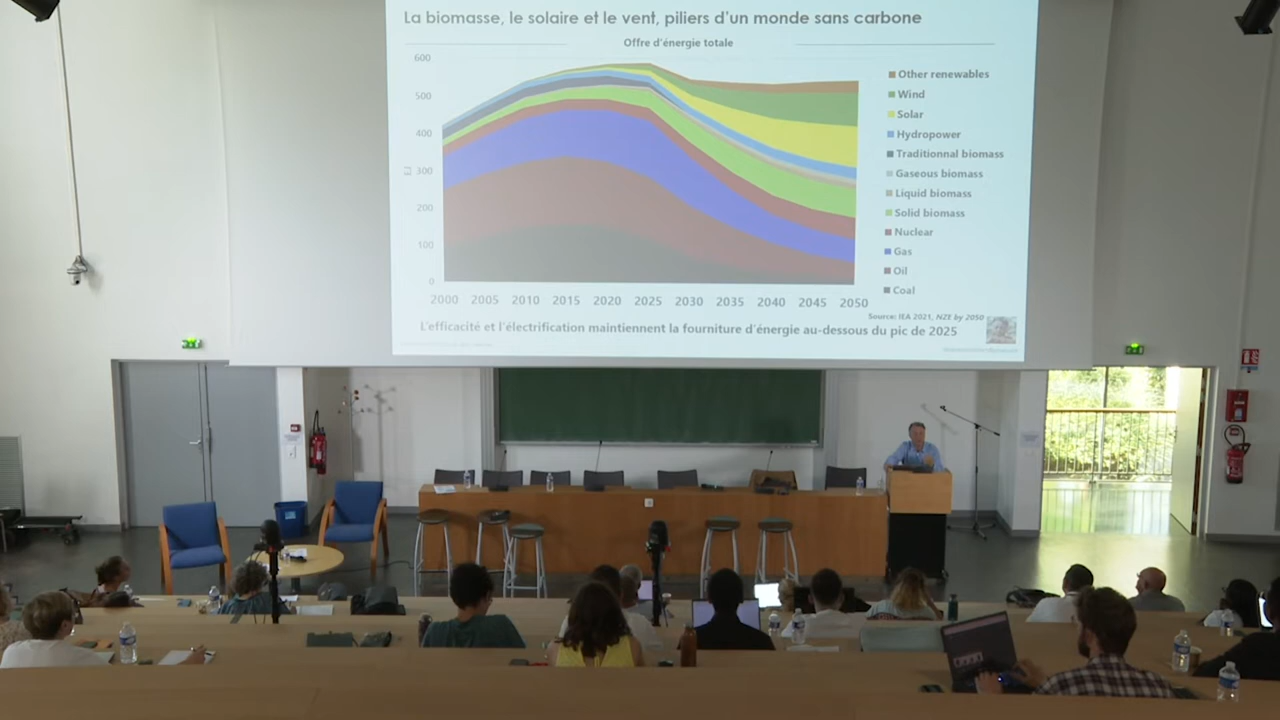 La biomasse, le solaire et le vent, piliers d'un monde sans carbone
Offre d'énergie totale
600
500
400
300
200
100
0
EJ
2000 2005 2010 2015 2020 2025 2030 2035 2040 2045 2050
Other renewables
Wind
Solar
Hydropower
Traditionnal biomass
Gaseous biomass
Liquid biomass
Solid biomass
Nuclear
Gas
Oil
Coal
Source: IEA 2021, NZE by 2050
L'efficacité et l'électrification maintiennent la fourniture d'énergie au-dessous du pic de 2025